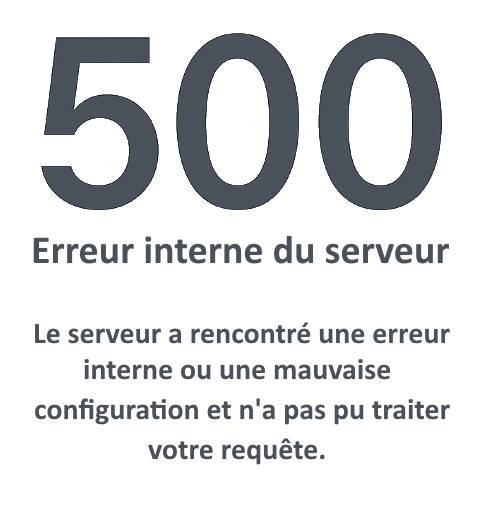 500
Erreur interne du serveur
Le serveur a rencontré une erreur
interne ou une mauvaise
configuration et n'a pas pu traiter
votre requête.